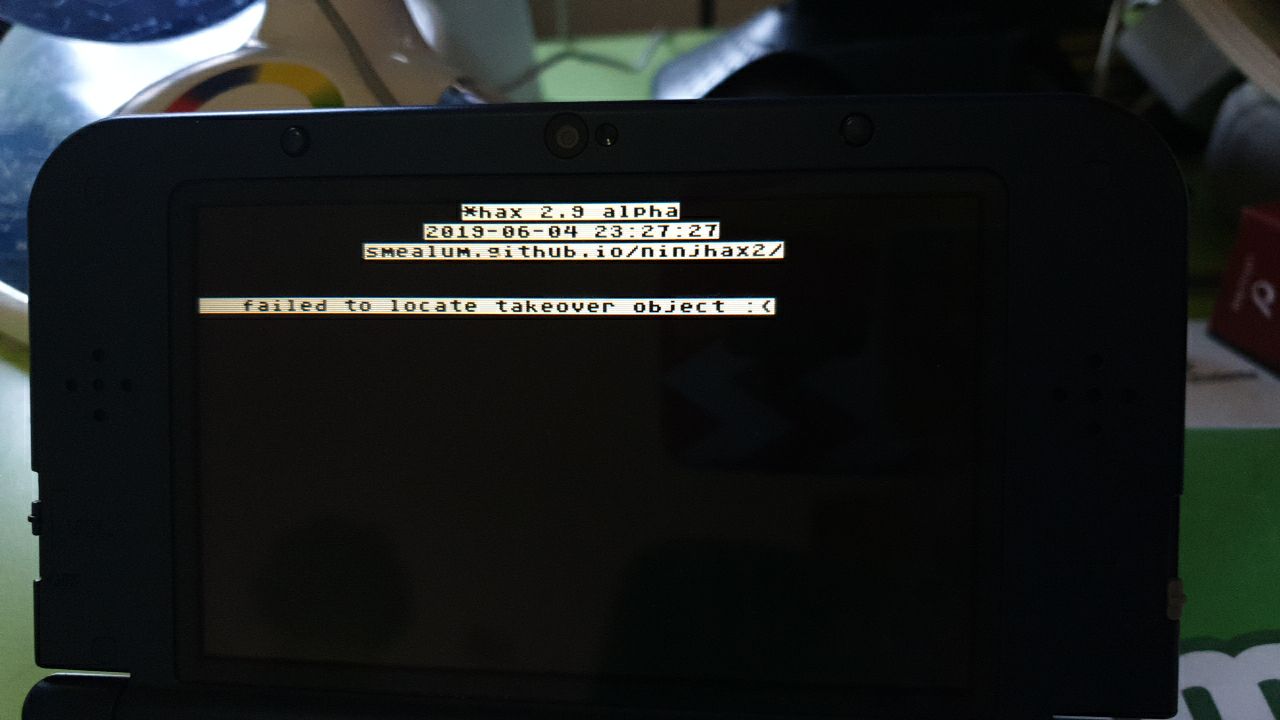 *hax 2.9 alpha
2019-06-04 23:27:27
smealum.github.io/ninjhax2/
failed to locate takeover object :(